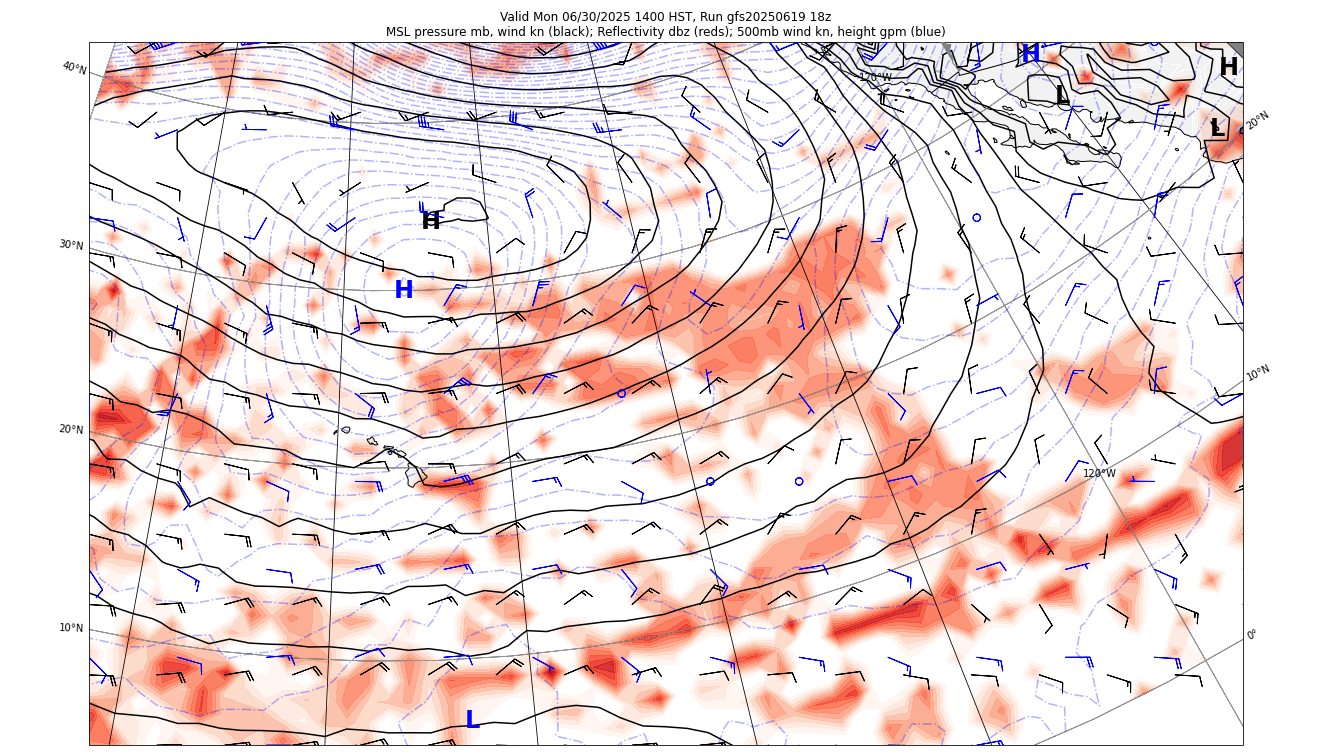 Valid Mon 06/30/2025 1400 HST, Run gfs20250619 18z
MSL pressure mb, wind kn (black); Reflectivity dbz (reds); 500mb wind kn, height gpm (blue)
H
40°N
120°W
H
L
L
20°N
H
30°N
H
10°N
20°N
120°W
10°N
0°
L